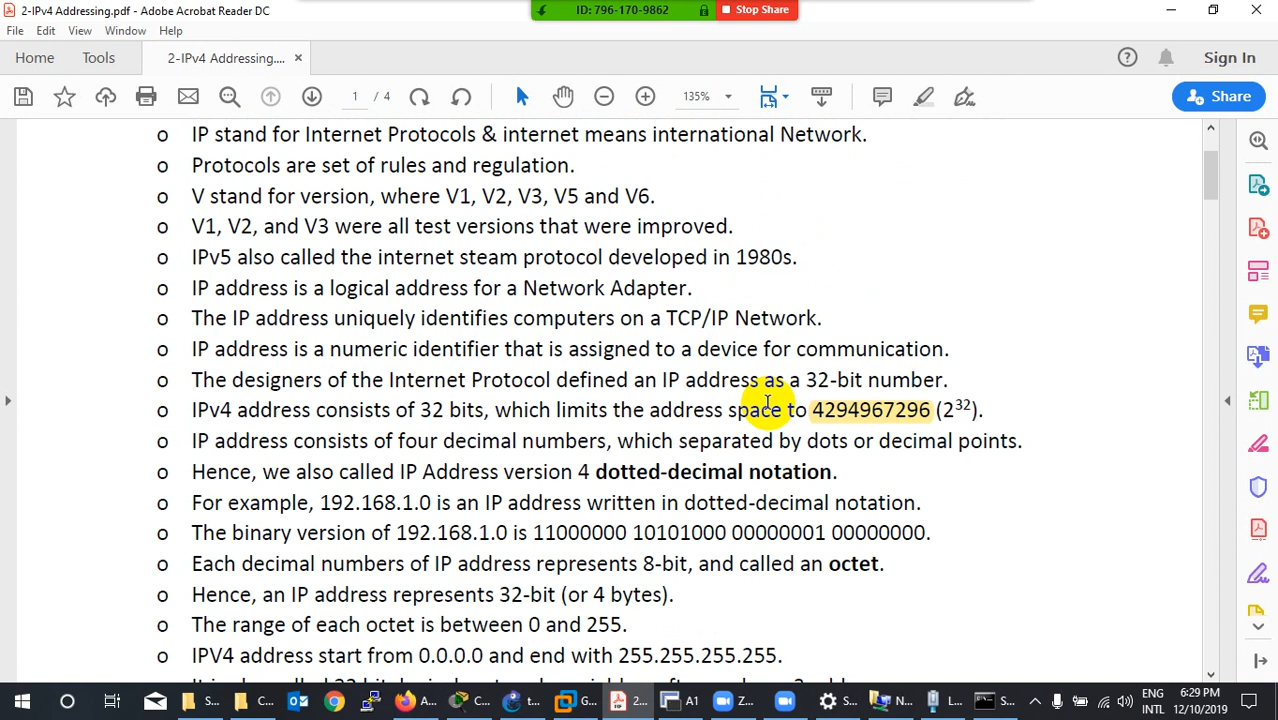 2-IPv4 Addressing.pdf - Adobe Acrobat Reader DC
ID: 796-170-9862
Stop Share
File Edit View Window Help
Home Tools 2-IPv4 Addressing.... × Sign In
1 / 4 135% Share
o IP stand for Internet Protocols & internet means international Network.
o Protocols are set of rules and regulation.
o V stand for version, where V1, V2, V3, V5 and V6.
o V1, V2, and V3 were all test versions that were improved.
o IPv5 also called the internet steam protocol developed in 1980s.
o IP address is a logical address for a Network Adapter.
o The IP address uniquely identifies computers on a TCP/IP Network.
o IP address is a numeric identifier that is assigned to a device for communication.
o The designers of the Internet Protocol defined an IP address as a 32-bit number.
o IPv4 address consists of 32 bits, which limits the address space to 4294967296 (2³²).
o IP address consists of four decimal numbers, which separated by dots or decimal points.
o Hence, we also called IP Address version 4 dotted-decimal notation.
o For example, 192.168.1.0 is an IP address written in dotted-decimal notation.
o The binary version of 192.168.1.0 is 11000000 10101000 00000001 00000000.
o Each decimal numbers of IP address represents 8-bit, and called an octet.
o Hence, an IP address represents 32-bit (or 4 bytes).
o The range of each octet is between 0 and 255.
o IPV4 address start from 0.0.0.0 and end with 255.255.255.255.
S... C... A... C... t... G... 2... A1 Z... S... N... L... S... ENG 6:29 PM
INTL 12/10/2019